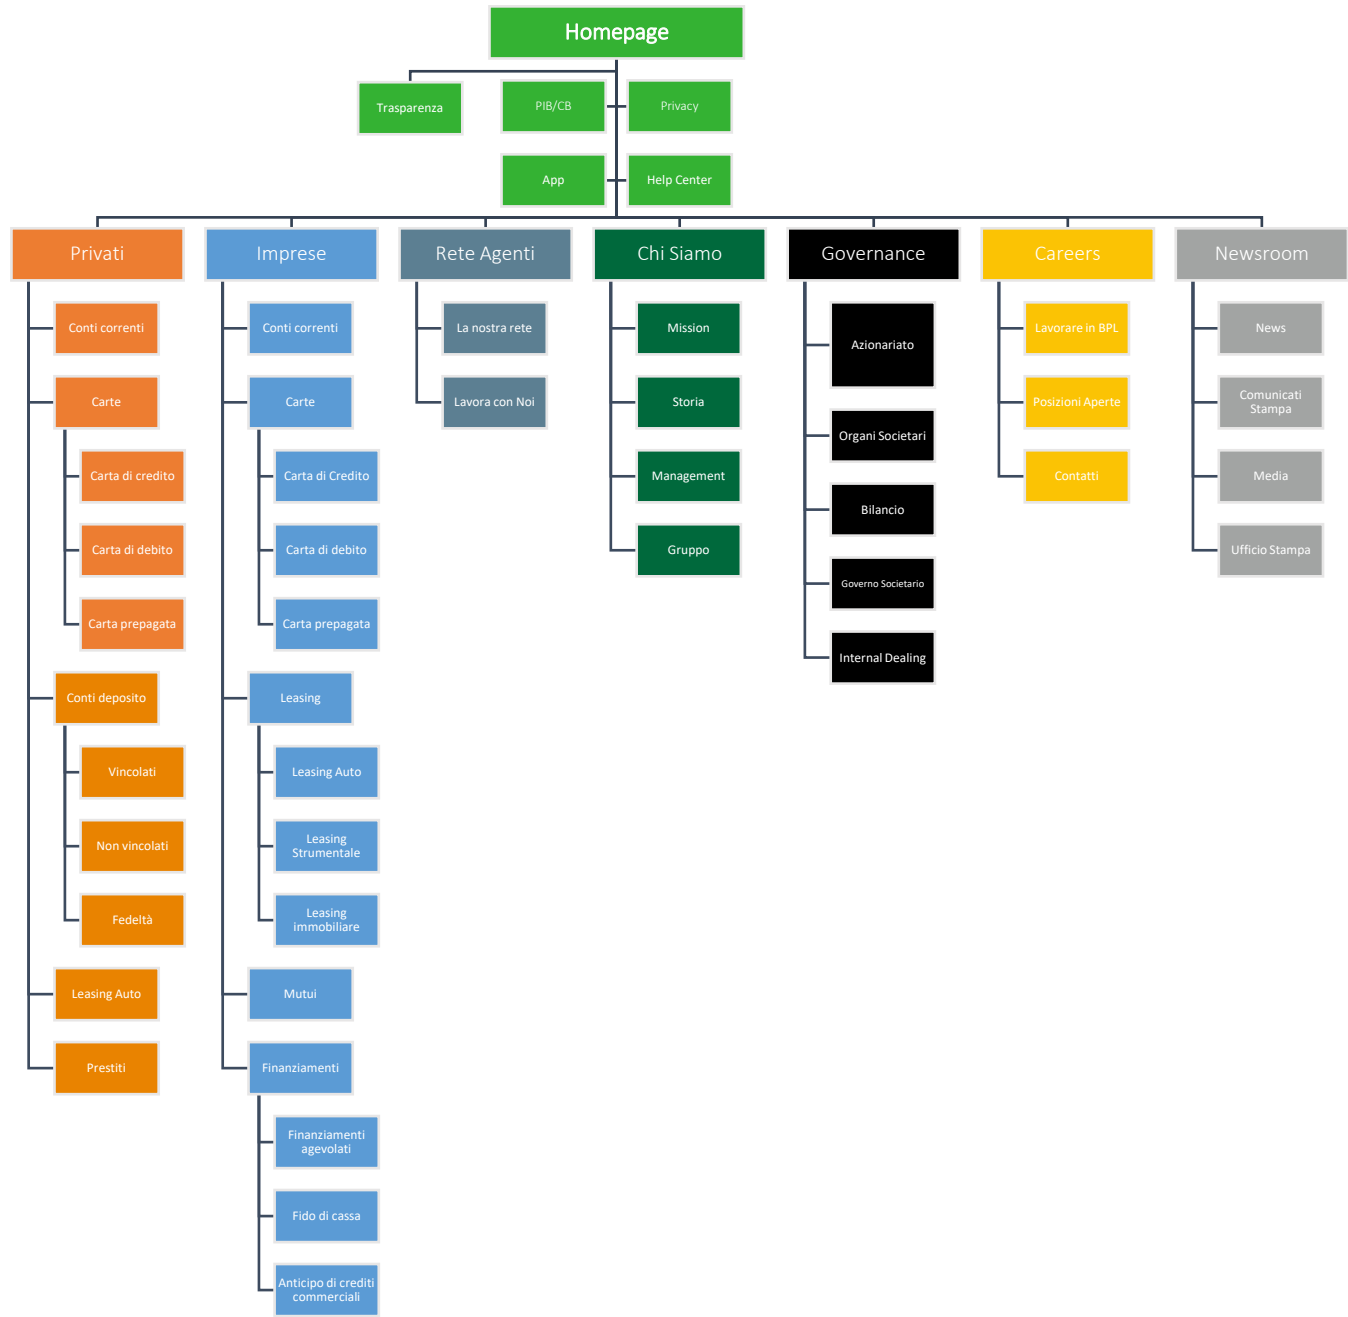 Homepage
Trasparenza
PIB/CB
Privacy
App
Help Center
Privati
Conti correnti
Carte
Carta di credito
Carta di debito
Carta prepagata
Conti deposito
Vincolati
Non vincolati
Fedeltà
Leasing Auto
Prestiti
Imprese
Conti correnti
Carte
Carta di Credito
Carta di debito
Carta prepagata
Leasing
Leasing Auto
Leasing
Strumentale
Leasing
immobiliare
Mutui
Finanziamenti
Finanziamenti
agevolati
Fido di cassa
Anticipo di crediti
commerciali
Rete Agenti
La nostra rete
Lavora con Noi
Chi Siamo
Mission
Storia
Management
Gruppo
Governance
Azionariato
Organi Societari
Bilancio
Governo Societario
Internal Dealing
Careers
Lavorare in BPL
Posizioni Aperte
Contatti
Newsroom
News
Comunicati
Stampa
Media
Ufficio Stampa